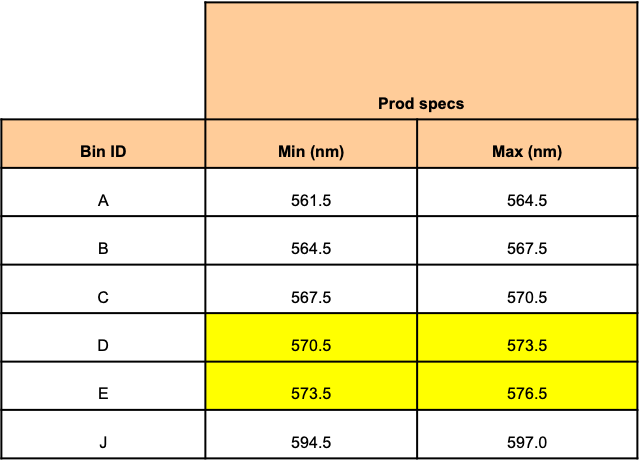 Prod specs
Bin ID Min (nm) Max (nm)
A 561.5 564.5
B 564.5 567.5
C 567.5 570.5
D 570.5 573.5
E 573.5 576.5
J 594.5 597.0